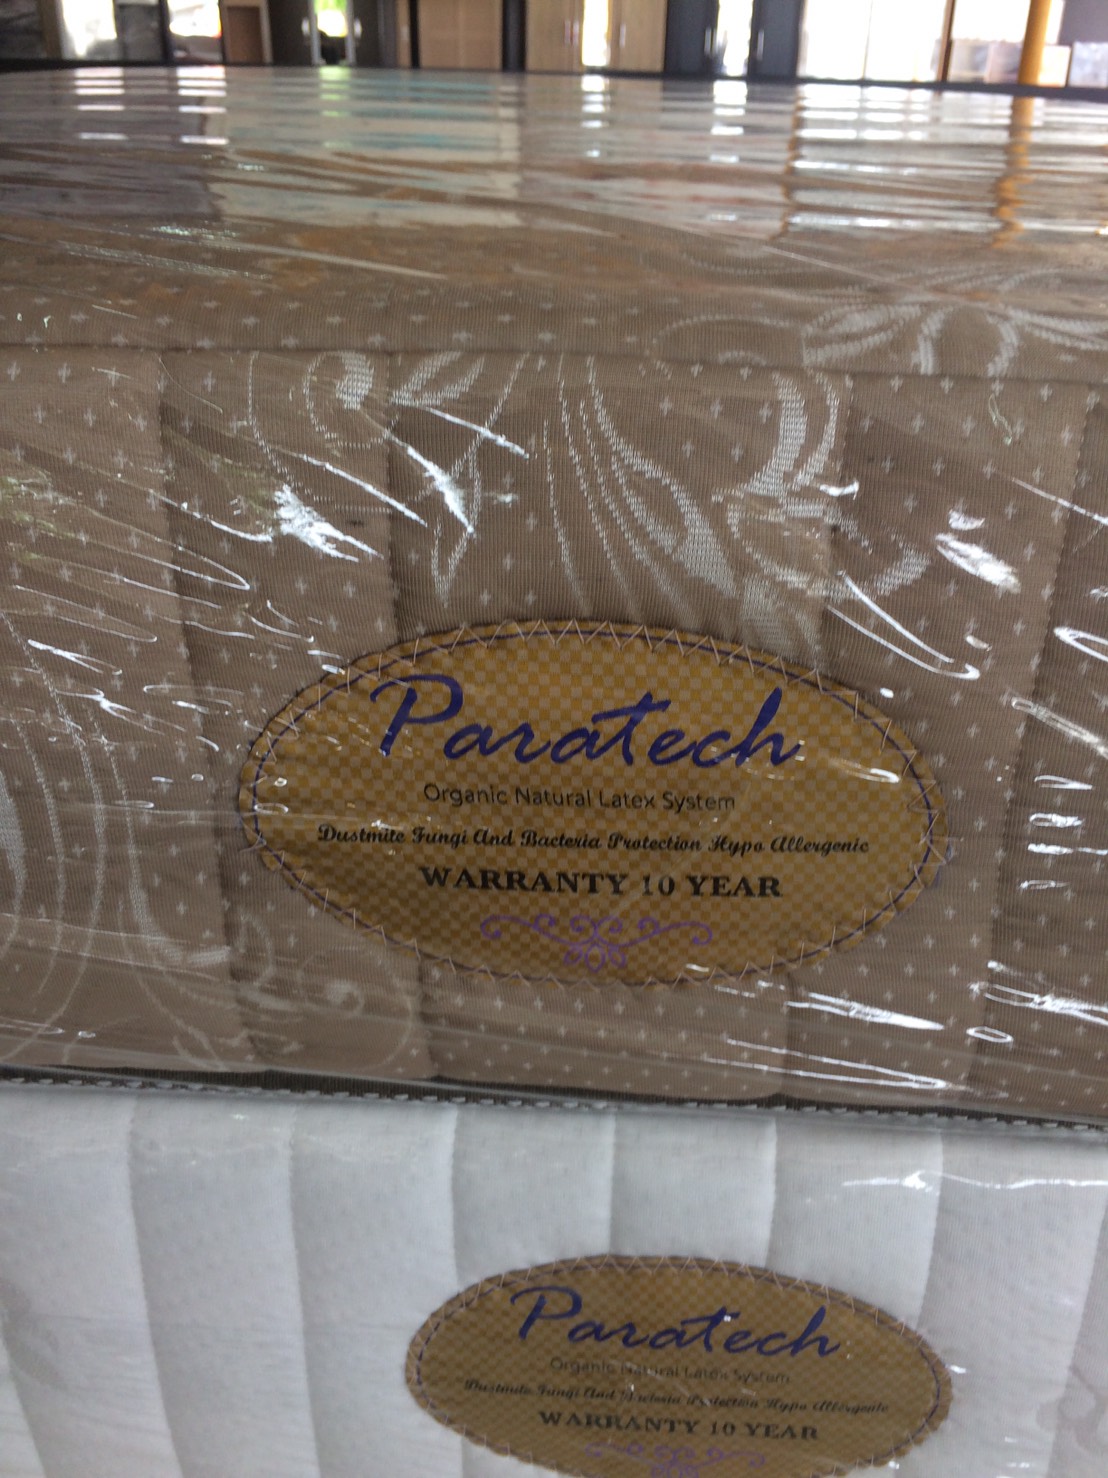 Paratech
Organic Natural Latex System
Dustmite Fungi And Bacteria Protection Hypo Allergenic
WARRANTY 10 YEAR
Paratech
Organic Natural Latex System
Dustmite Fungi And Bacteria Protection Hypo Allergenic
WARRANTY 10 YEAR